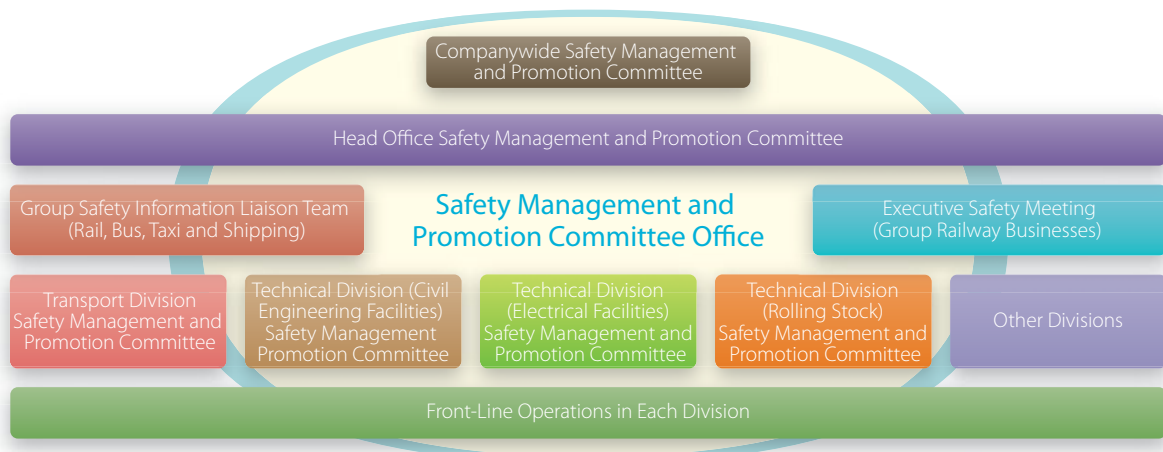 Companywide Safety Management
and Promotion Committee
Head Office Safety Management and Promotion Committee
Group Safety Information Liaison Team
(Rail, Bus, Taxi and Shipping)
Safety Management and
Promotion Committee Office
Executive Safety Meeting
(Group Railway Businesses)
Transport Division
Safety Management and
Promotion Committee
Technical Division (Civil
Engineering Facilities)
Safety Management
Promotion Committee
Technical Division
(Electrical Facilities)
Safety Management and
Promotion Committee
Technical Division
(Rolling Stock)
Safety Management and
Promotion Committee
Other Divisions
Front-Line Operations in Each Division